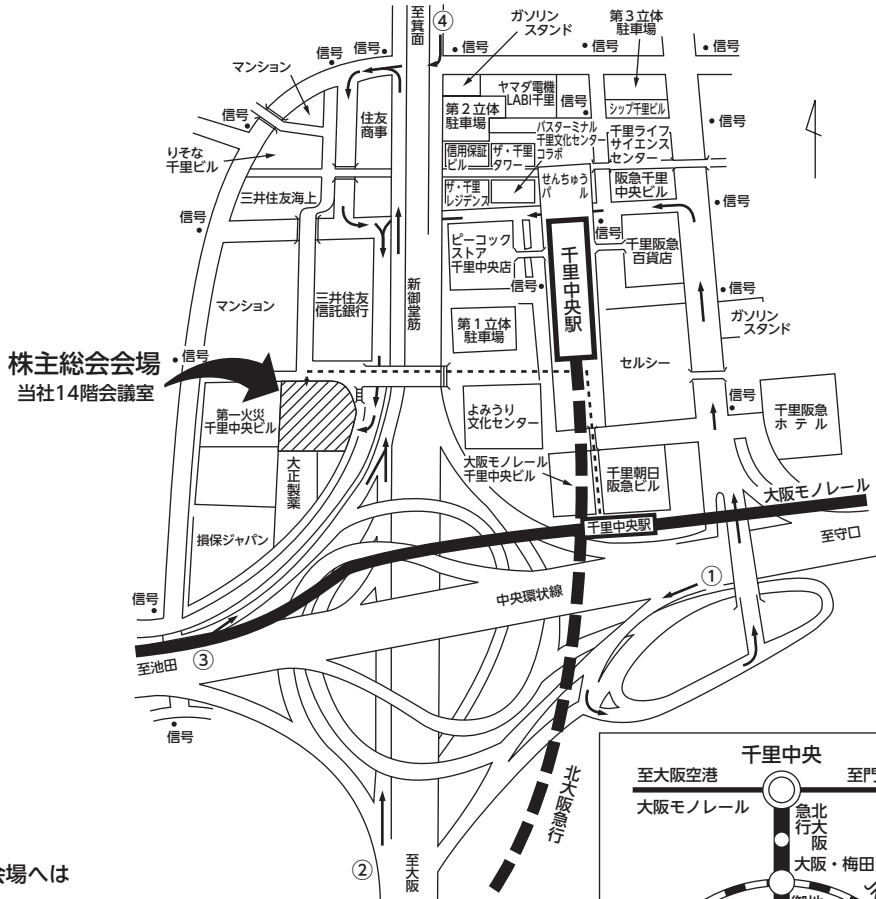 至箕面
④
ガソリン
スタンド
第3立体
駐車場
信号
信号
信号
信号
信号
マンション
ヤマダ電機
LABI千里
信号
シップ千里ビル
信号
住友
商事
第2立体
駐車場
信号
バスターミナル
千里文化センター
コラボ
千里ライフ
サイエンス
センター
りそな
千里ビル
信用保証
ビル
ザ・千里
タワー
せんちゅう
パル
阪急千里
中央ビル
三井住友海上
ザ・千里
レジデンス
信号
信号
信号
ピーコック
ストア
千里中央店
千里中央駅
千里阪急
百貨店
信号
信号
マンション
三井住友
信託銀行
新御堂筋
第1立体
駐車場
ガソリン
スタンド
セルシー
株主総会会場
当社14階会議室
信号
信号
第一火災
千里中央ビル
よみうり
文化センター
千里阪急
ホテル
大正製薬
大阪モノレール
千里中央ビル
千里朝日
阪急ビル
大阪モノレール
損保ジャパン
千里中央駅
至守口
①
中央環状線
信号
至池田
③
信号
北大阪急行
②
至大阪
会場へは
千里中央
至大阪空港
至門
大阪モノレール
北大阪
急行
大阪・梅田